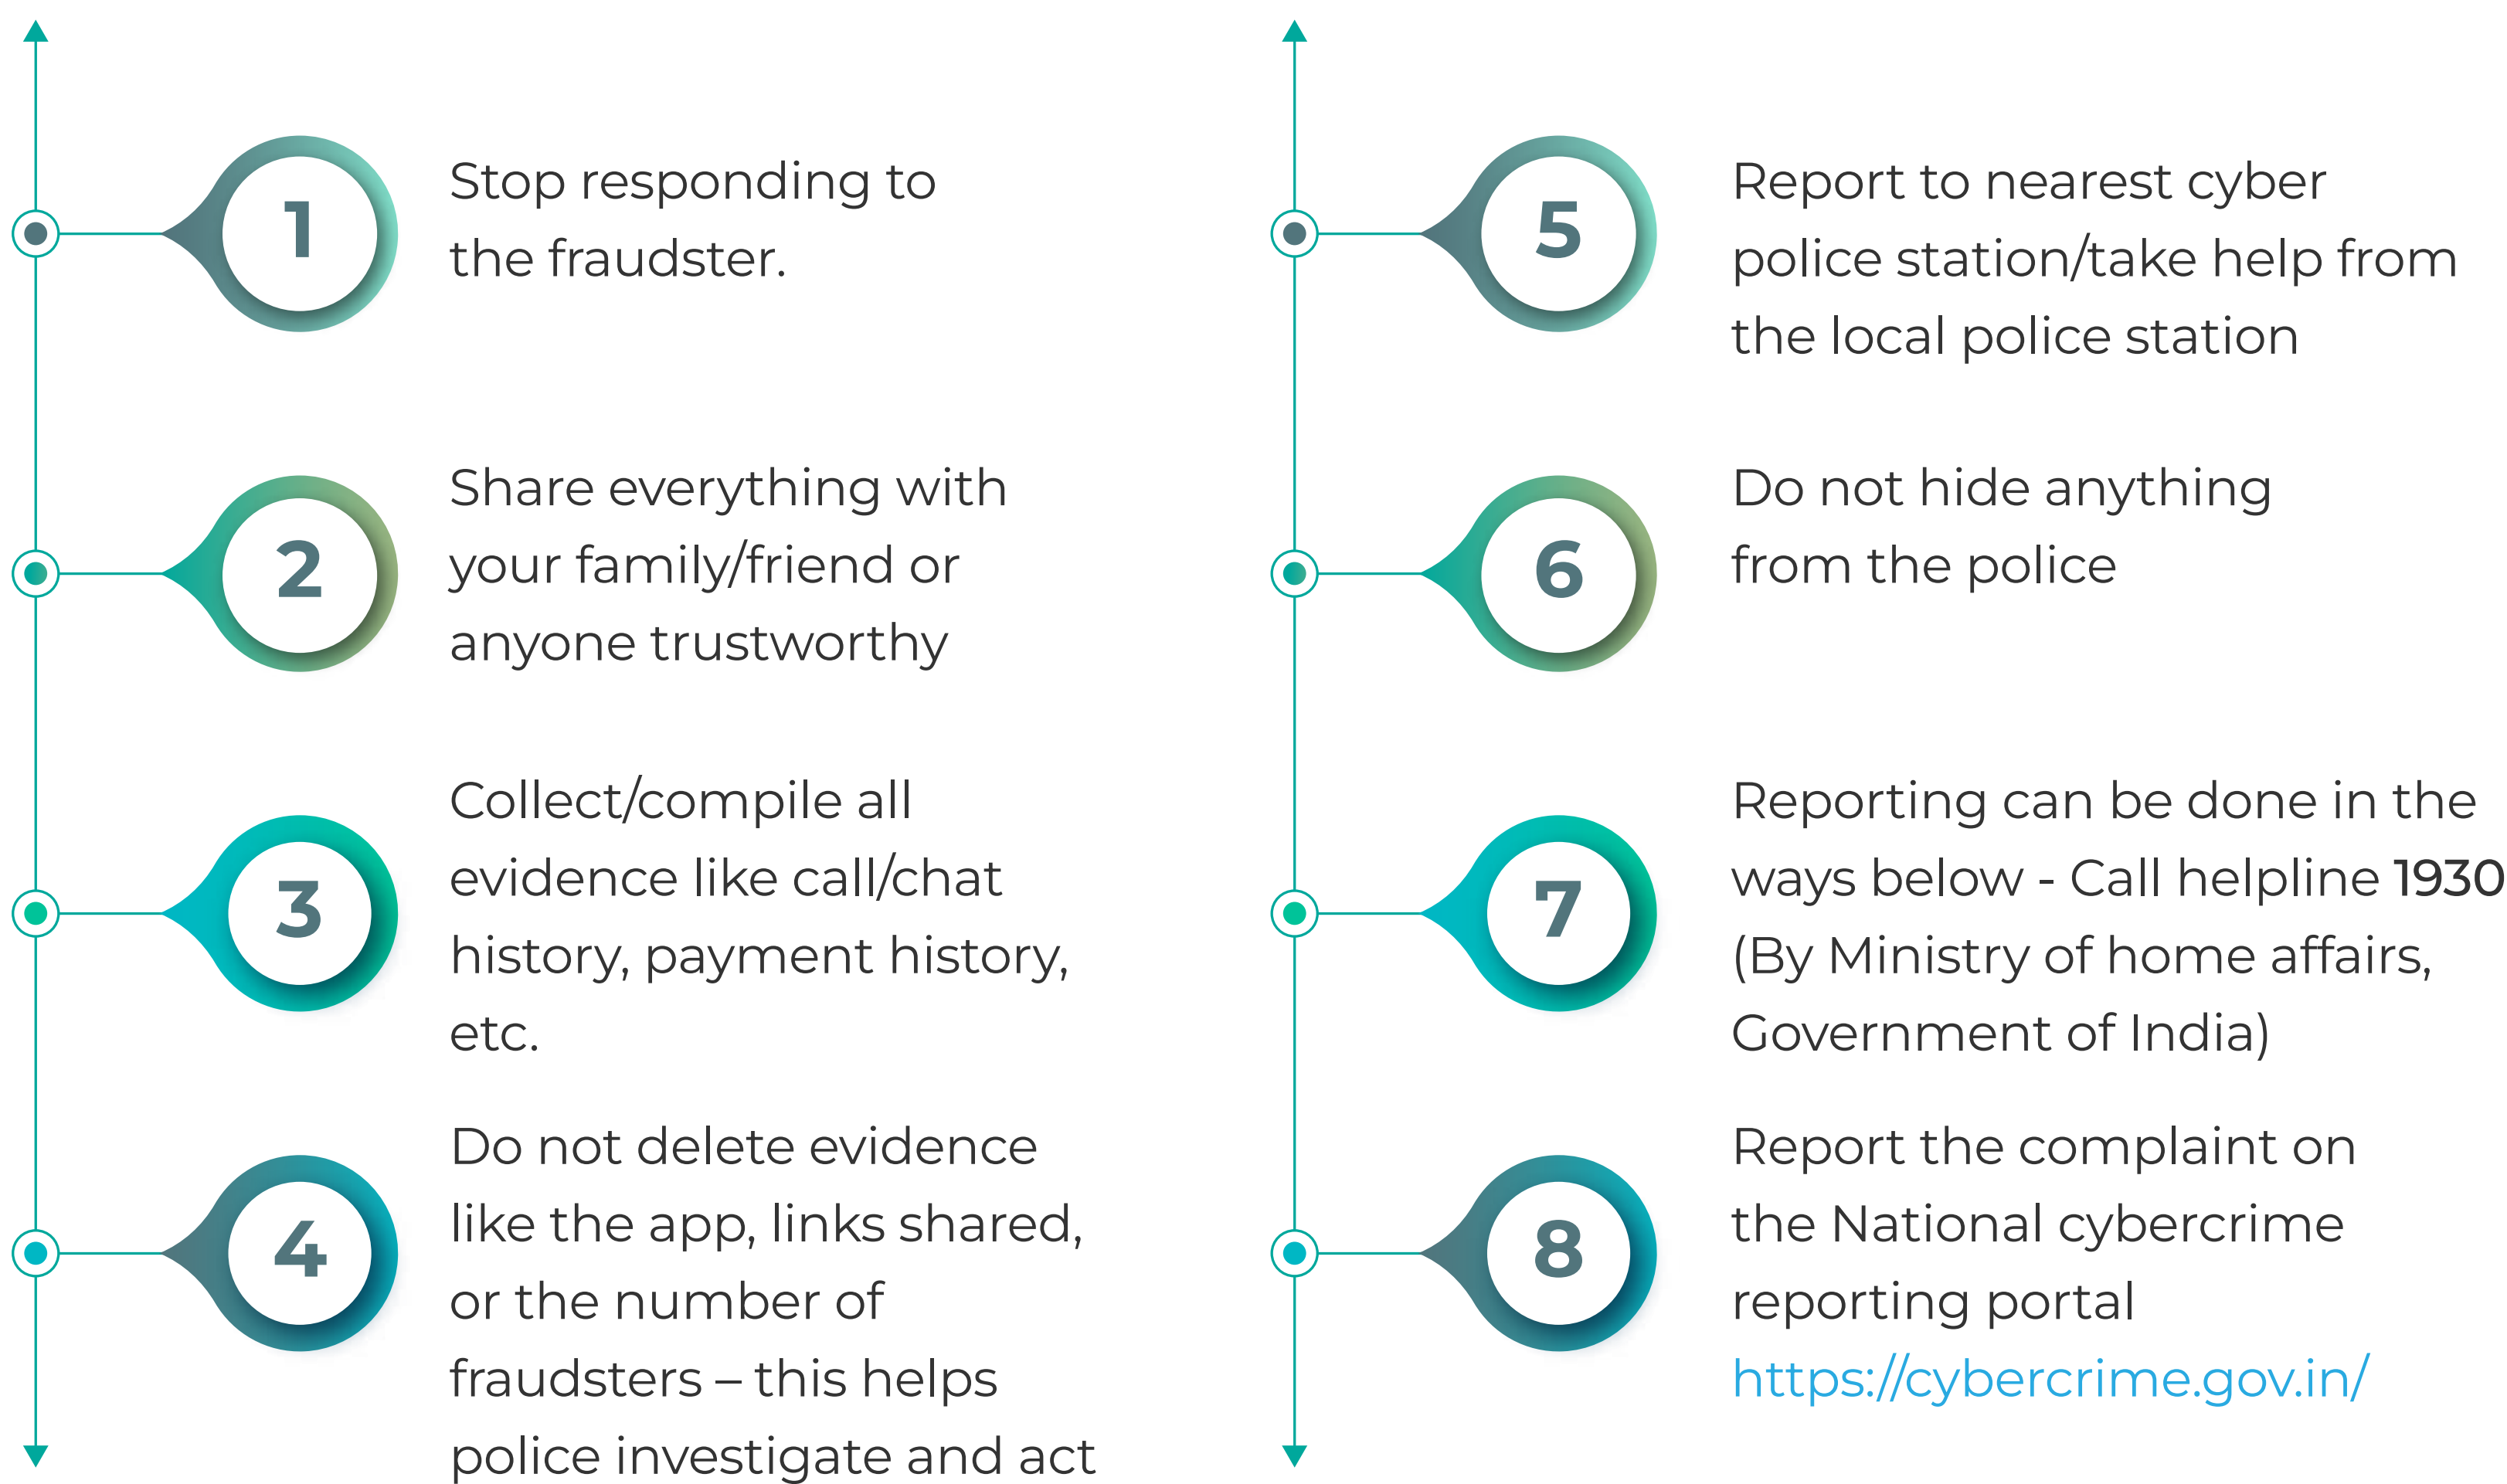 1
Stop responding to
the fraudster.
2
Share everything with
your family/friend or
anyone trustworthy
3
Collect/compile all
evidence like call/chat
history, payment history,
etc.
4
Do not delete evidence
like the app, links shared,
or the number of
fraudsters – this helps
police investigate and act
5
Report to nearest cyber
police station/take help from
the local police station
6
Do not hide anything
from the police
7
Reporting can be done in the
ways below - Call helpline 1930
(By Ministry of home affairs,
Government of India)
8
Report the complaint on
the National cybercrime
reporting portal
https://cybercrime.gov.in/